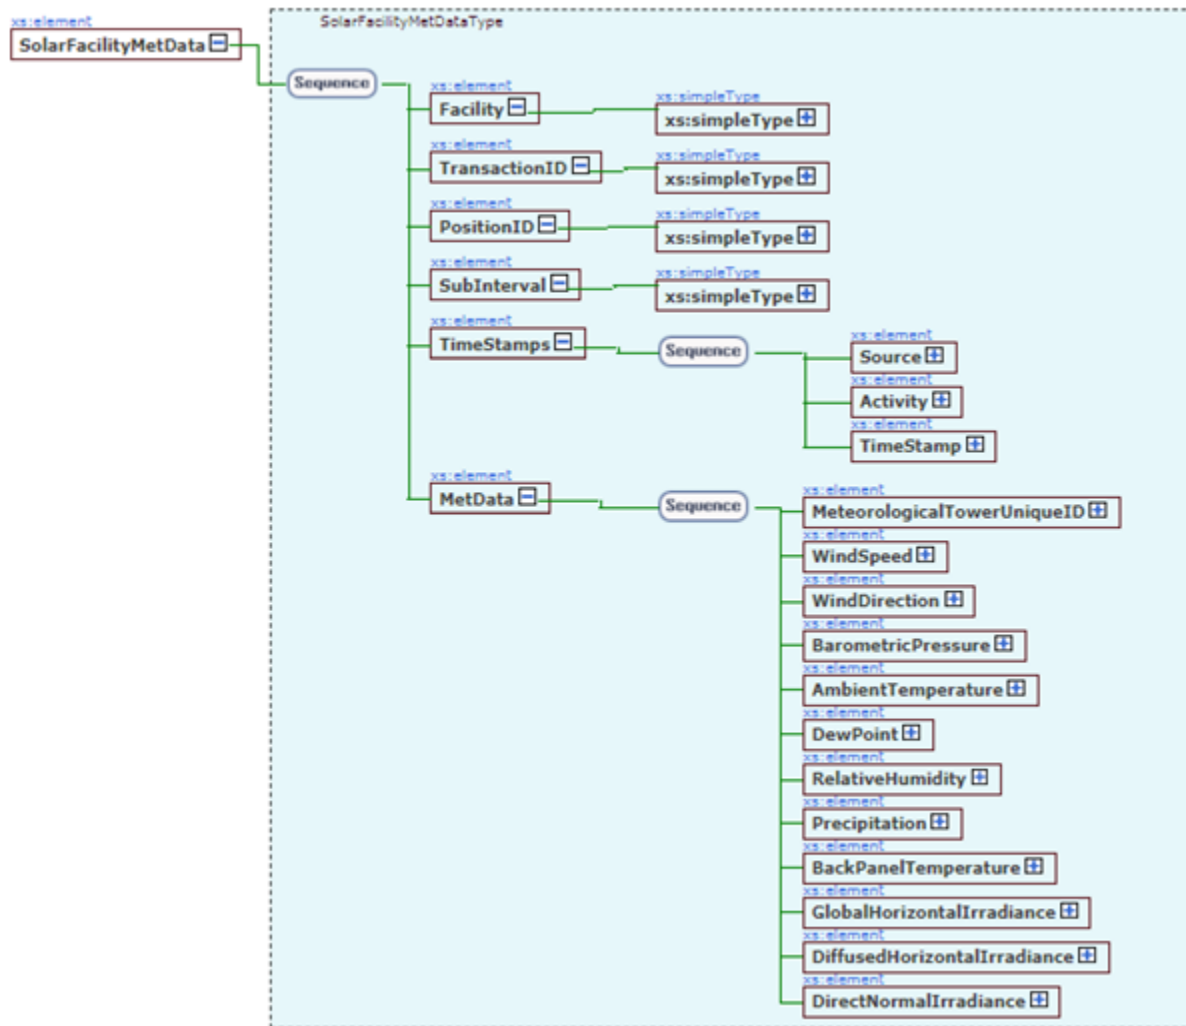 SolarFacilityMetDataType
xs:element
SolarFacilityMetData
Sequence
xs:element
Facility
xs:simpleType
xs:simpleType
xs:element
TransactionID
xs:simpleType
xs:simpleType
xs:element
PositionID
xs:simpleType
xs:simpleType
xs:element
SubInterval
xs:simpleType
xs:simpleType
xs:element
TimeStamps
Sequence
xs:element
Source
xs:element
Activity
xs:element
TimeStamp
xs:element
MetData
Sequence
xs:element
MeteorologicalTowerUniqueID
xs:element
WindSpeed
xs:element
WindDirection
xs:element
BarometricPressure
xs:element
AmbientTemperature
xs:element
DewPoint
xs:element
RelativeHumidity
xs:element
Precipitation
xs:element
BackPanelTemperature
xs:element
GlobalHorizontalIrradiance
xs:element
DiffusedHorizontalIrradiance
xs:element
DirectNormalIrradiance